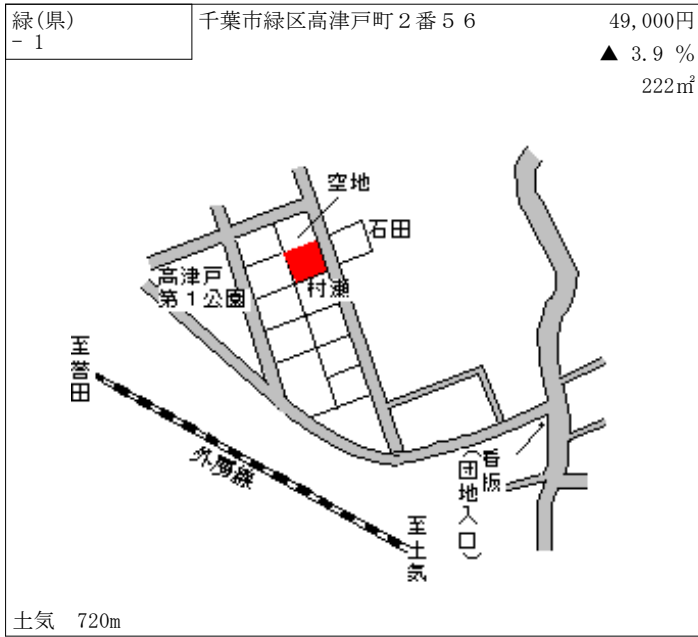 緑(県)
- 1
千葉市緑区高津戸町２番５６
49,000円
▲ 3.9 %
222㎡
空地
石田
高津戸
第１公園
村瀬
至誉田
外房線
至土気
看板
(団地入口)
土気　720m